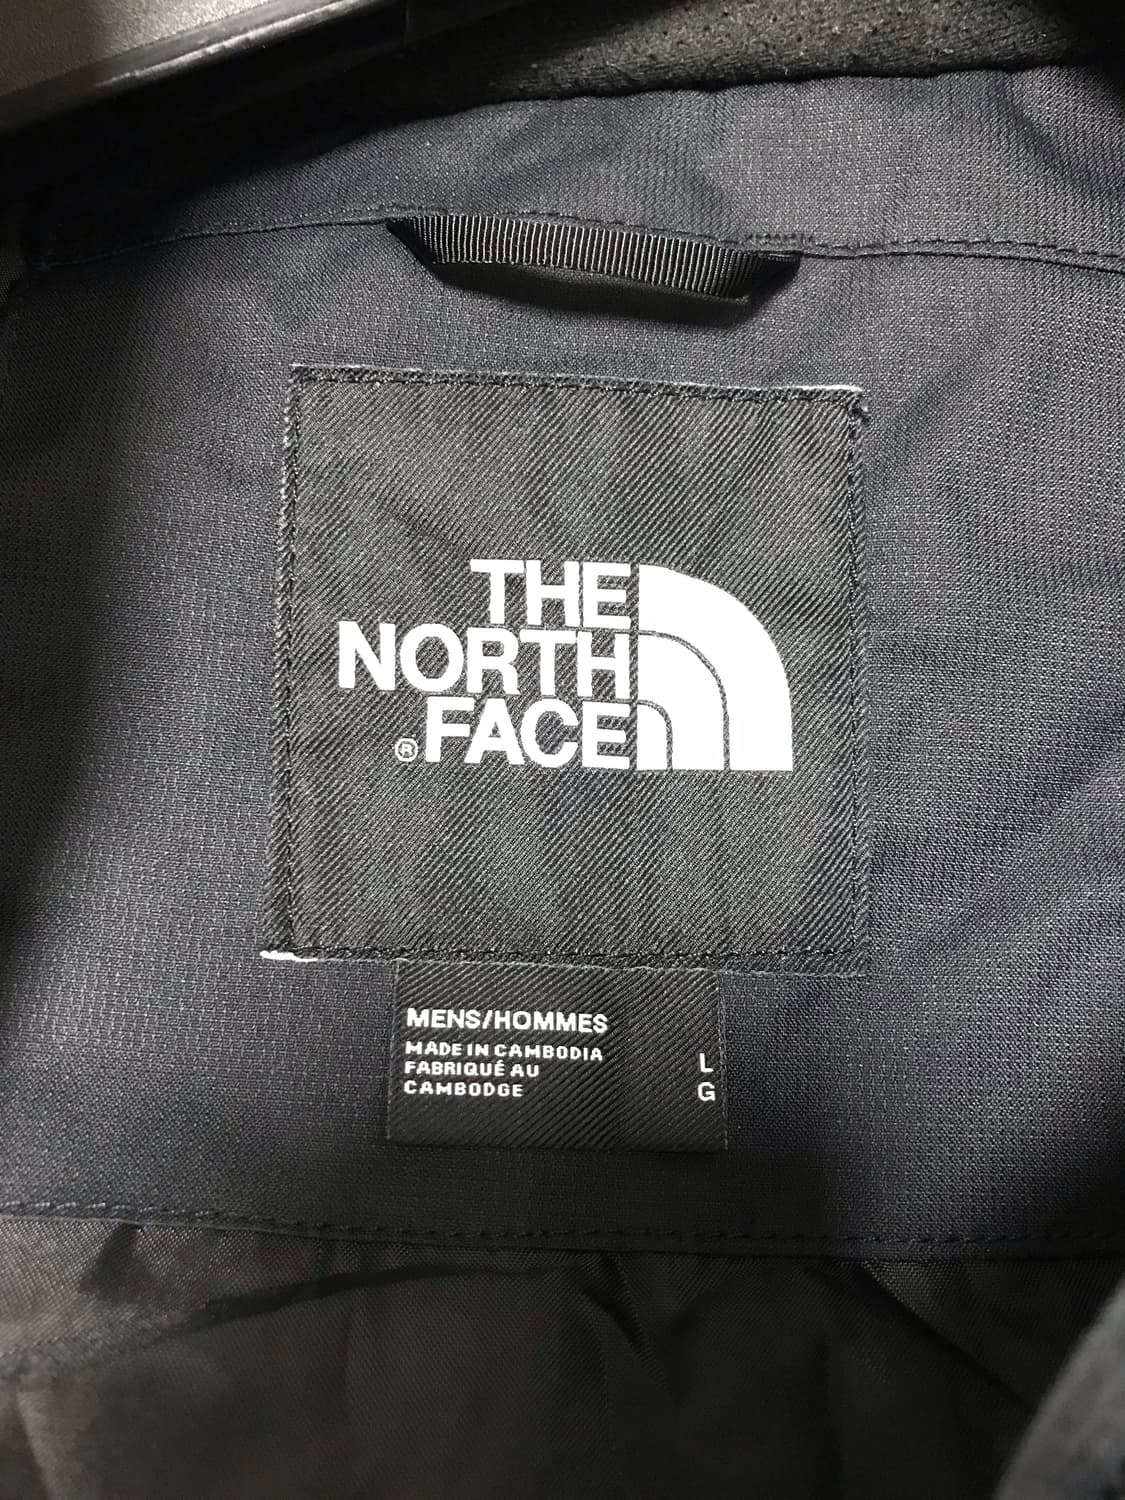 THE
NORTH
®FACE
MENS/HOMMES
MADE IN CAMBODIA
FABRIQUÉ AU
CAMBODGE
L
G